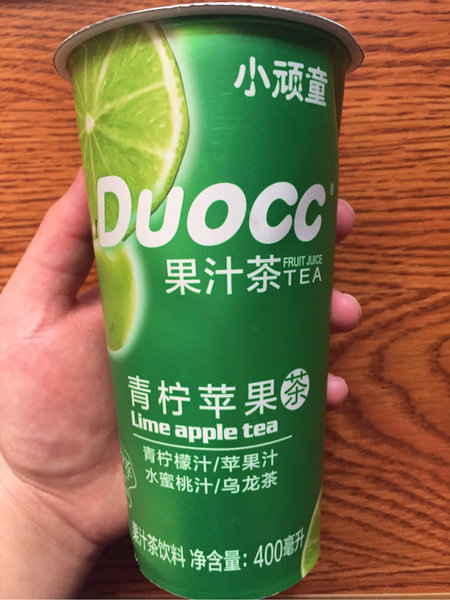 小顽童
DUOCC®
果汁茶 FRUIT JUICE TEA
青柠苹果茶
Lime apple tea
青柠檬汁/苹果汁
水蜜桃汁/乌龙茶
果汁茶饮料 净含量: 400毫升